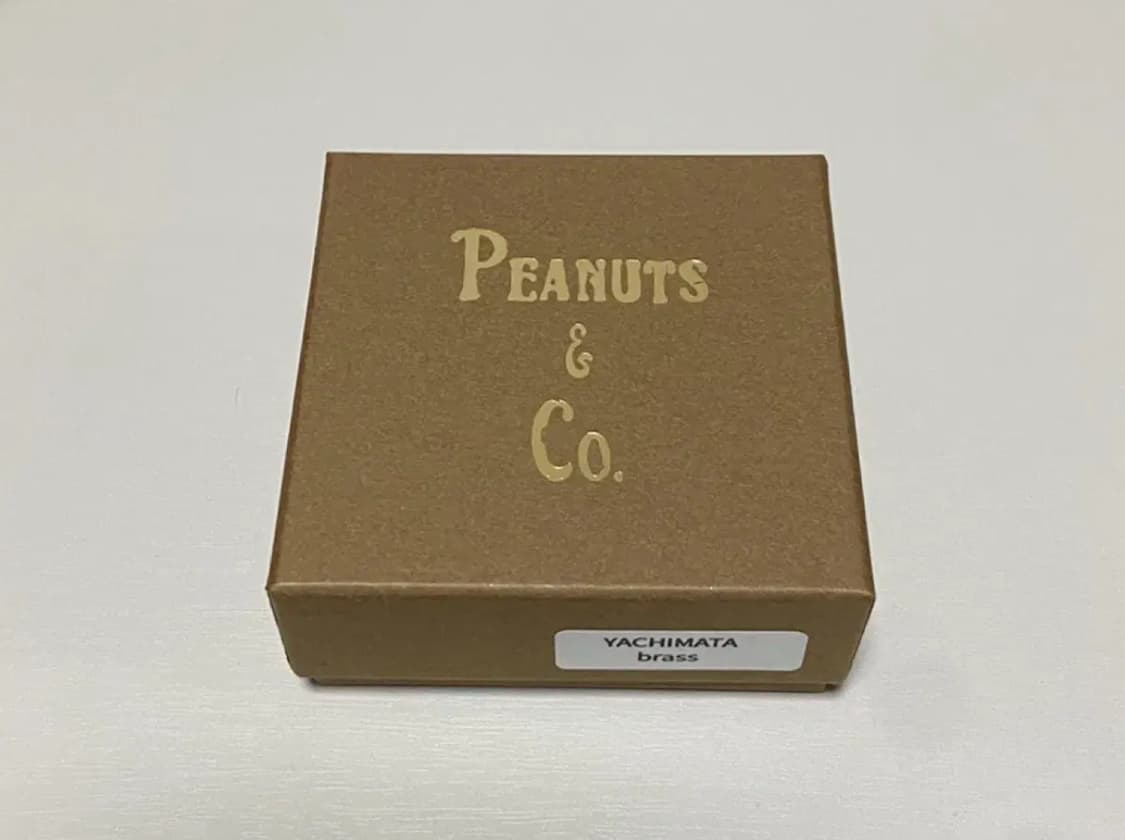 PEANUTS
&
CO.
YACHIMATA
brass